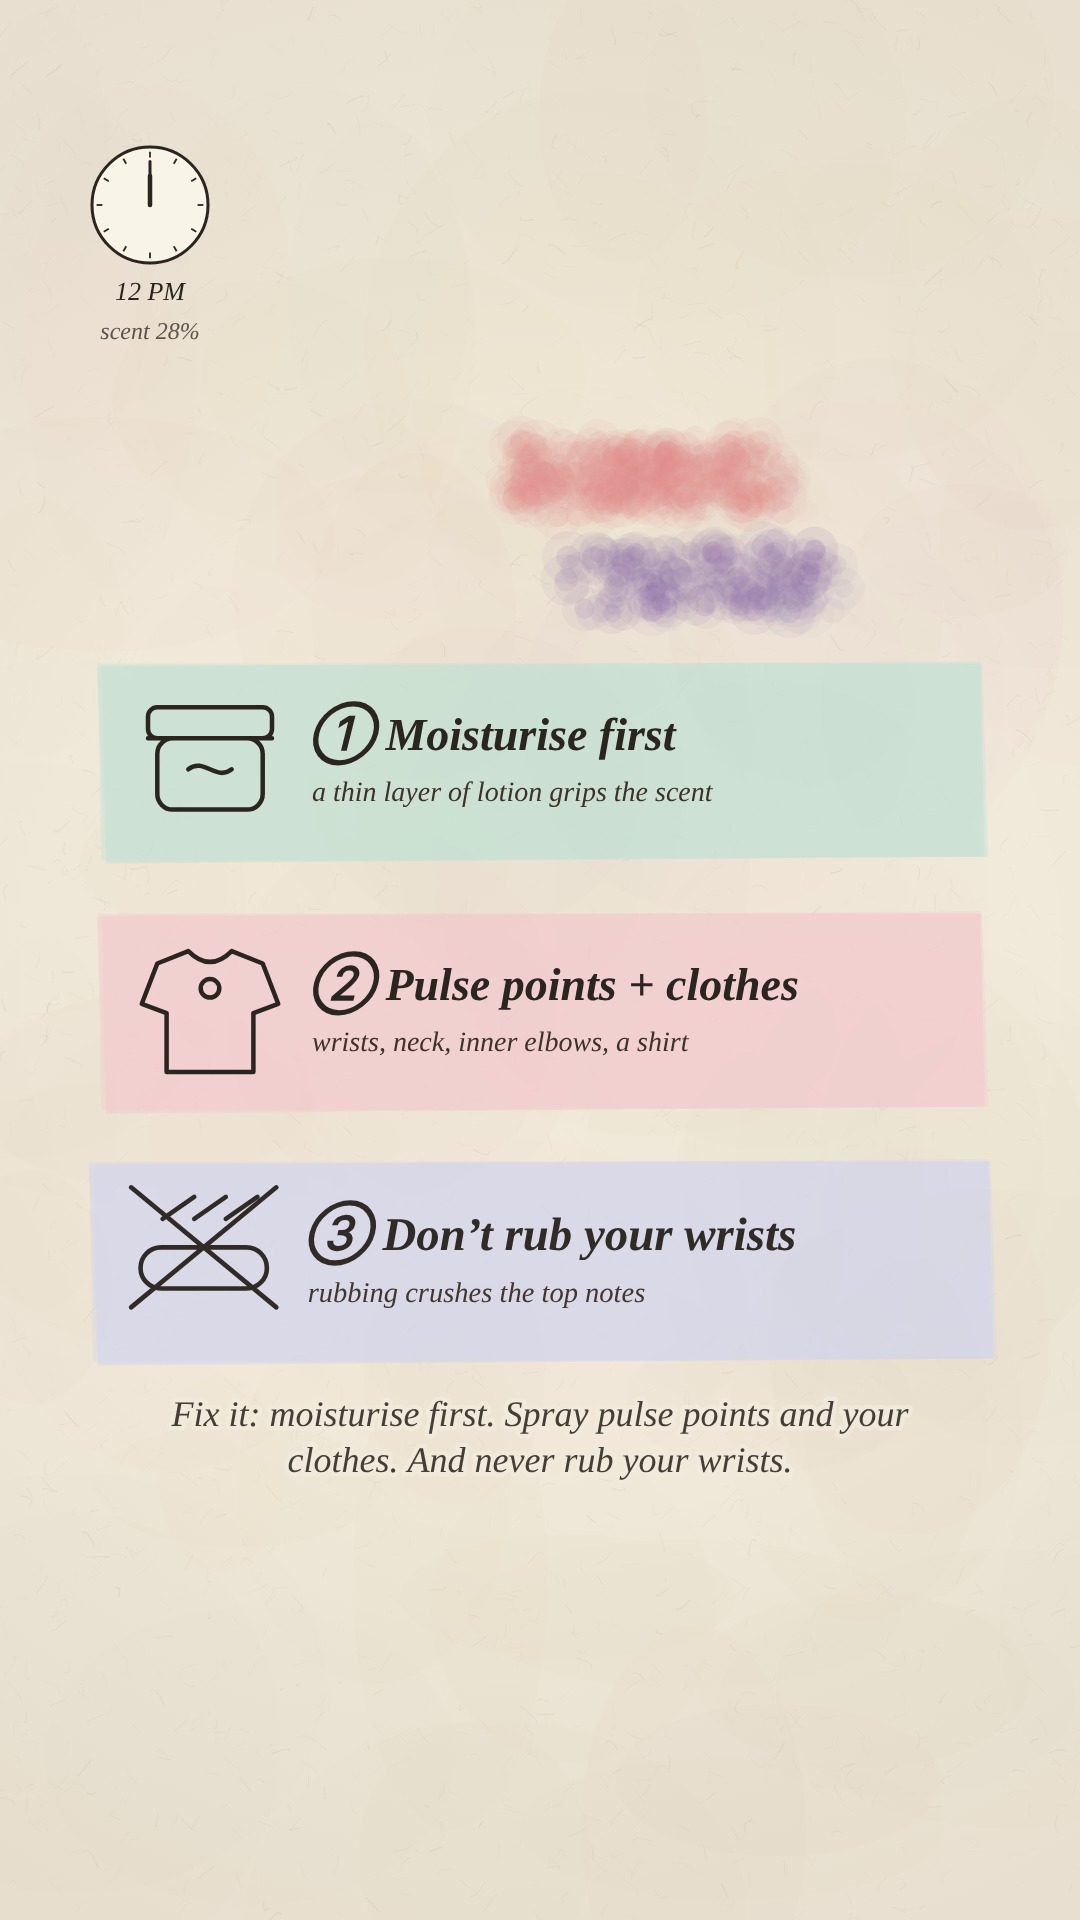 12 PM
scent 28%
① Moisturise first
a thin layer of lotion grips the scent
② Pulse points + clothes
wrists, neck, inner elbows, a shirt
③ Don’t rub your wrists
rubbing crushes the top notes
Fix it: moisturise first. Spray pulse points and your
clothes. And never rub your wrists.